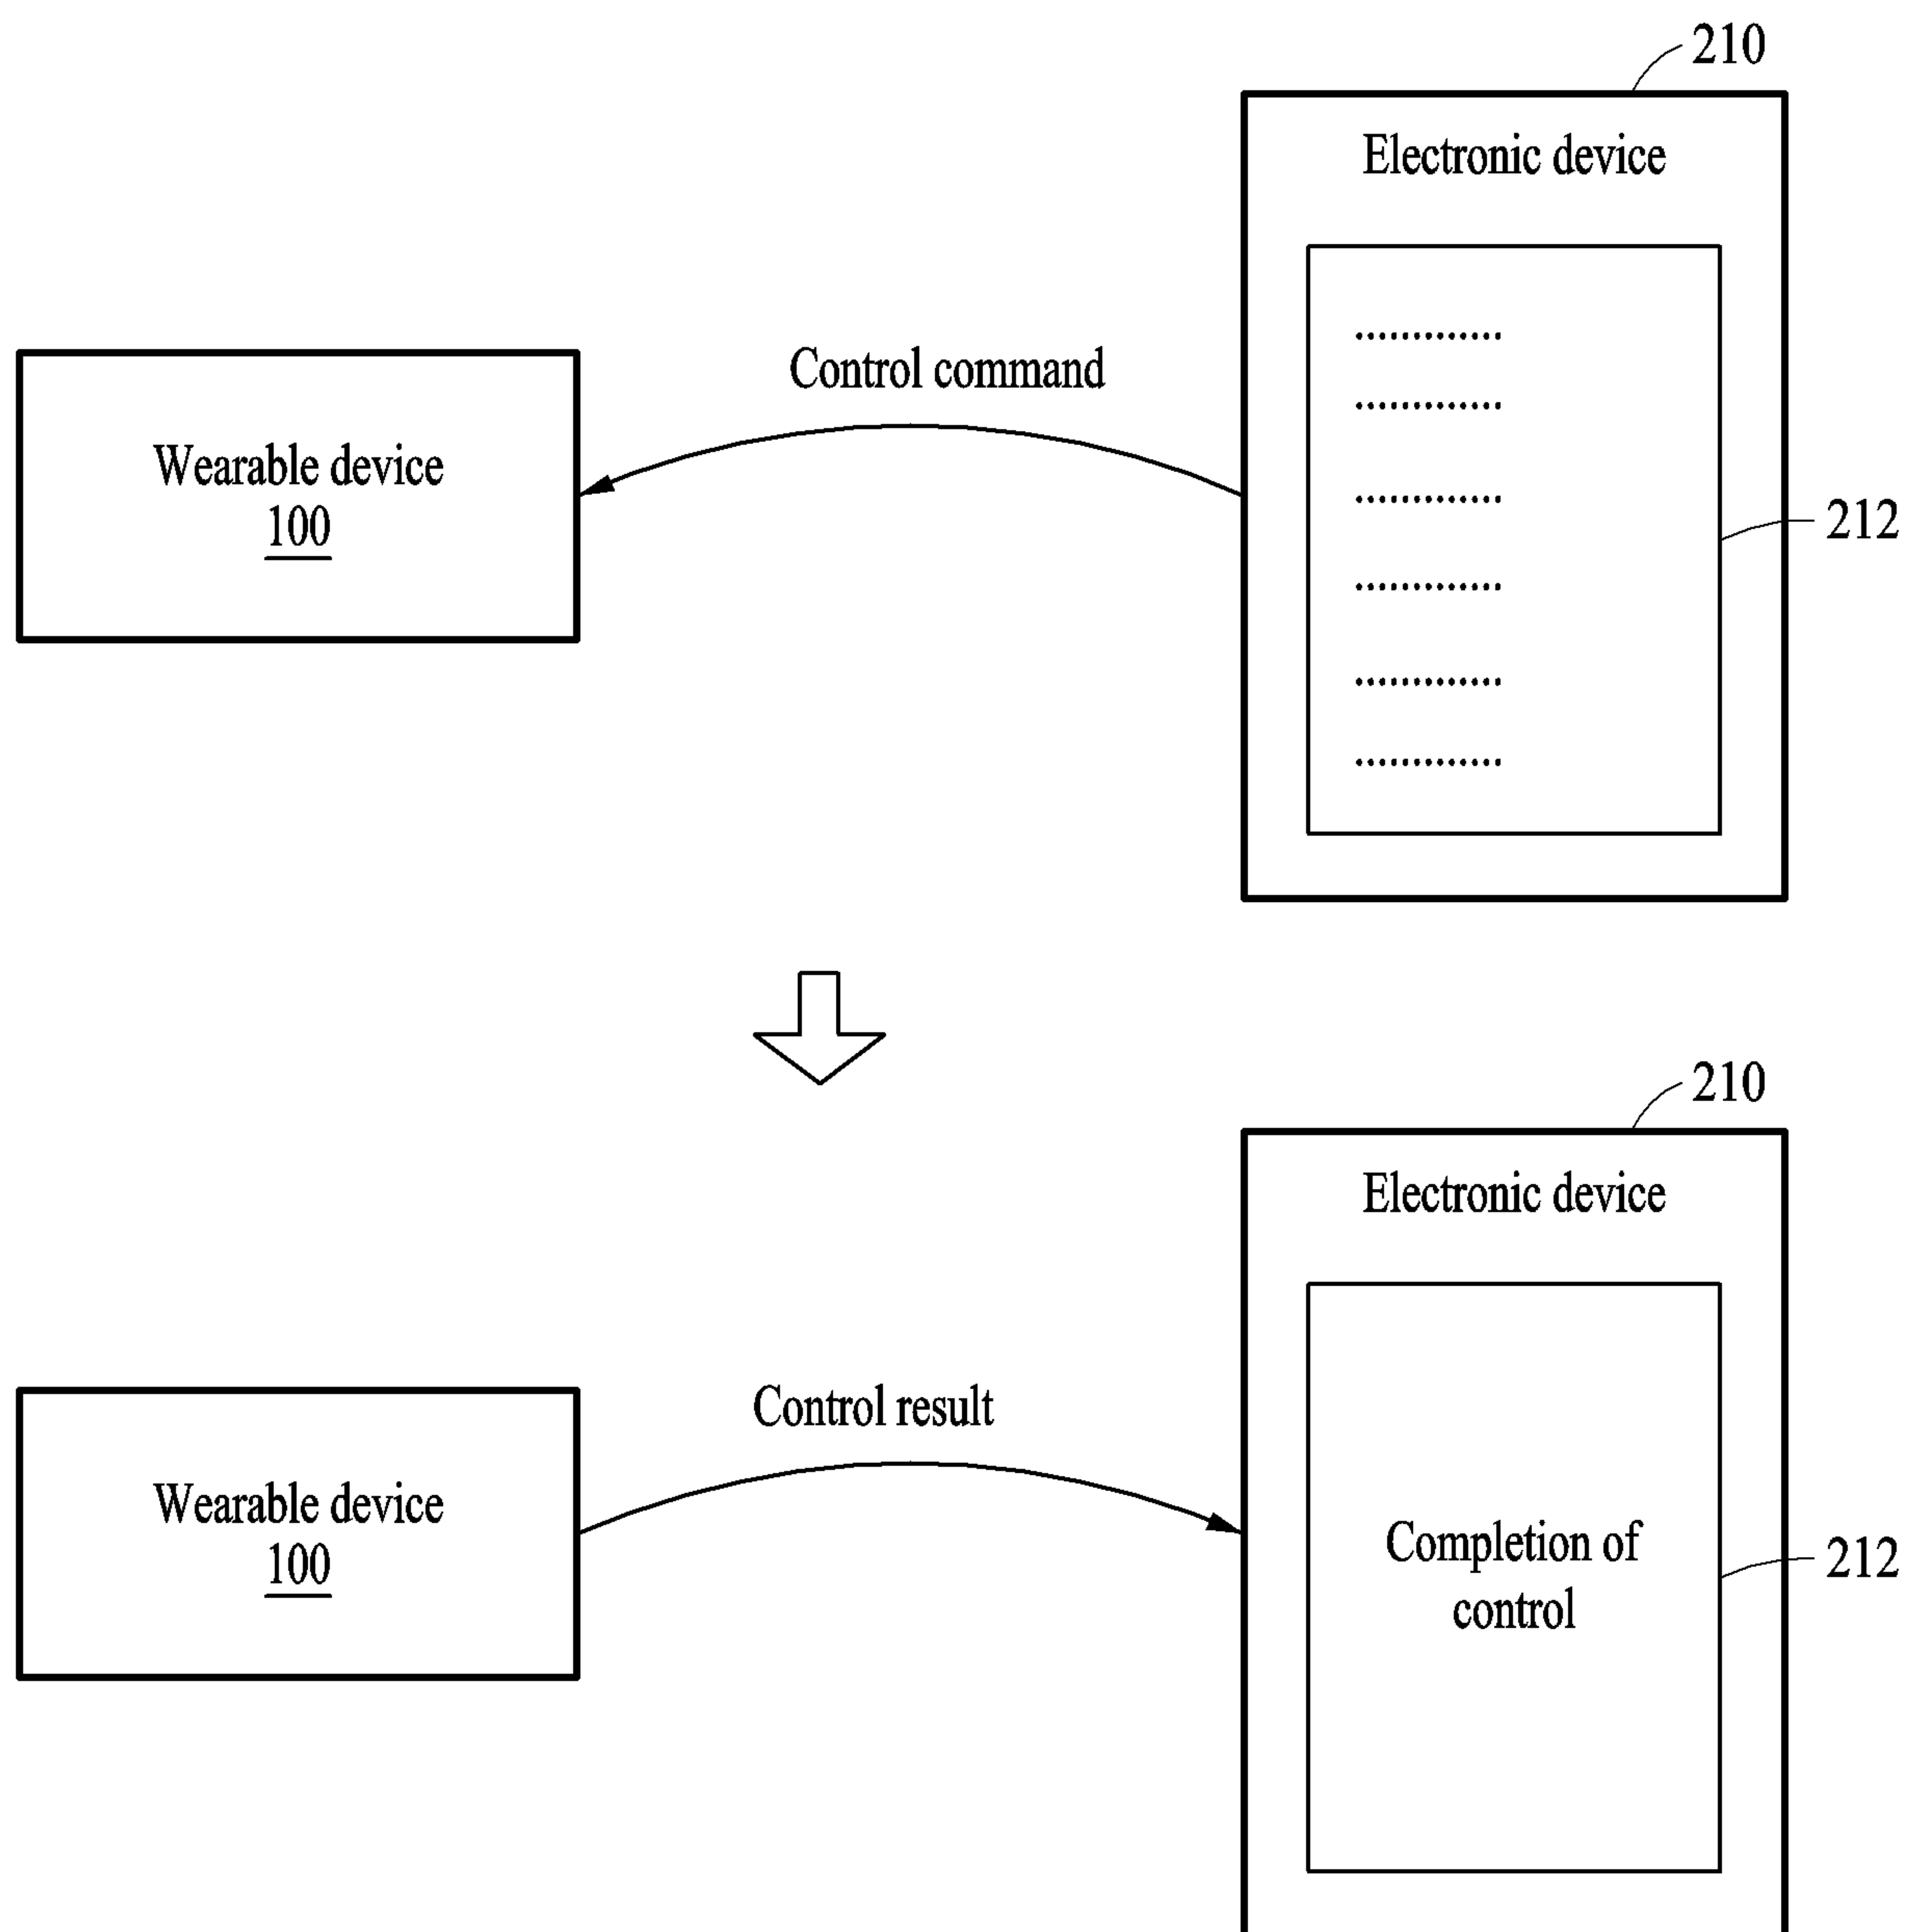 210
Electronic device
............
Control command
............
Wearable device
100
............
212
............
............
............
210
Electronic device
Control result
Wearable device
100
Completion of
control
212